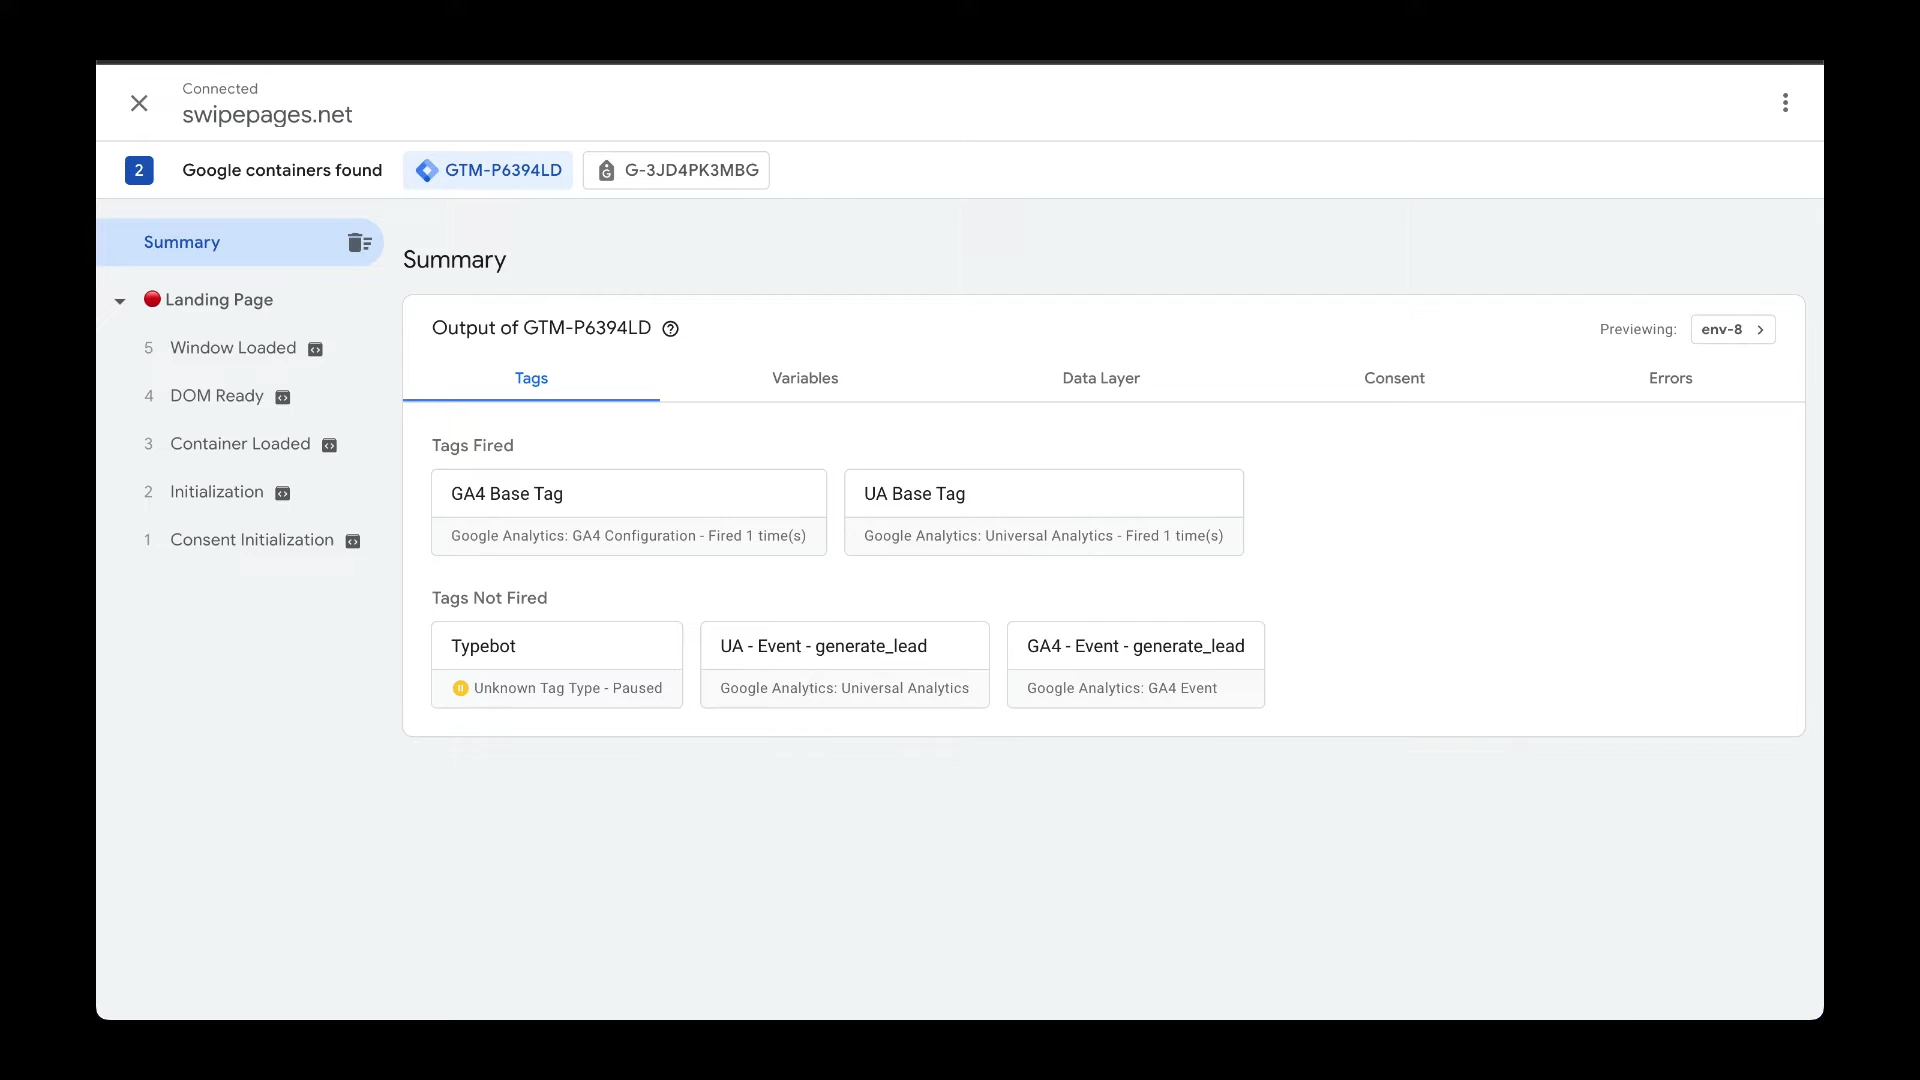 Connected
swipepages.net
2 Google containers found GTM-P6394LD G-3JD4PK3MBG
Summary
Landing Page
5 Window Loaded
4 DOM Ready
3 Container Loaded
2 Initialization
1 Consent Initialization
Summary
Output of GTM-P6394LD
Previewing: env-8
Tags Variables Data Layer Consent Errors
Tags Fired
GA4 Base Tag
Google Analytics: GA4 Configuration - Fired 1 time(s)
UA Base Tag
Google Analytics: Universal Analytics - Fired 1 time(s)
Tags Not Fired
Typebot
Unknown Tag Type - Paused
UA - Event - generate_lead
Google Analytics: Universal Analytics
GA4 - Event - generate_lead
Google Analytics: GA4 Event